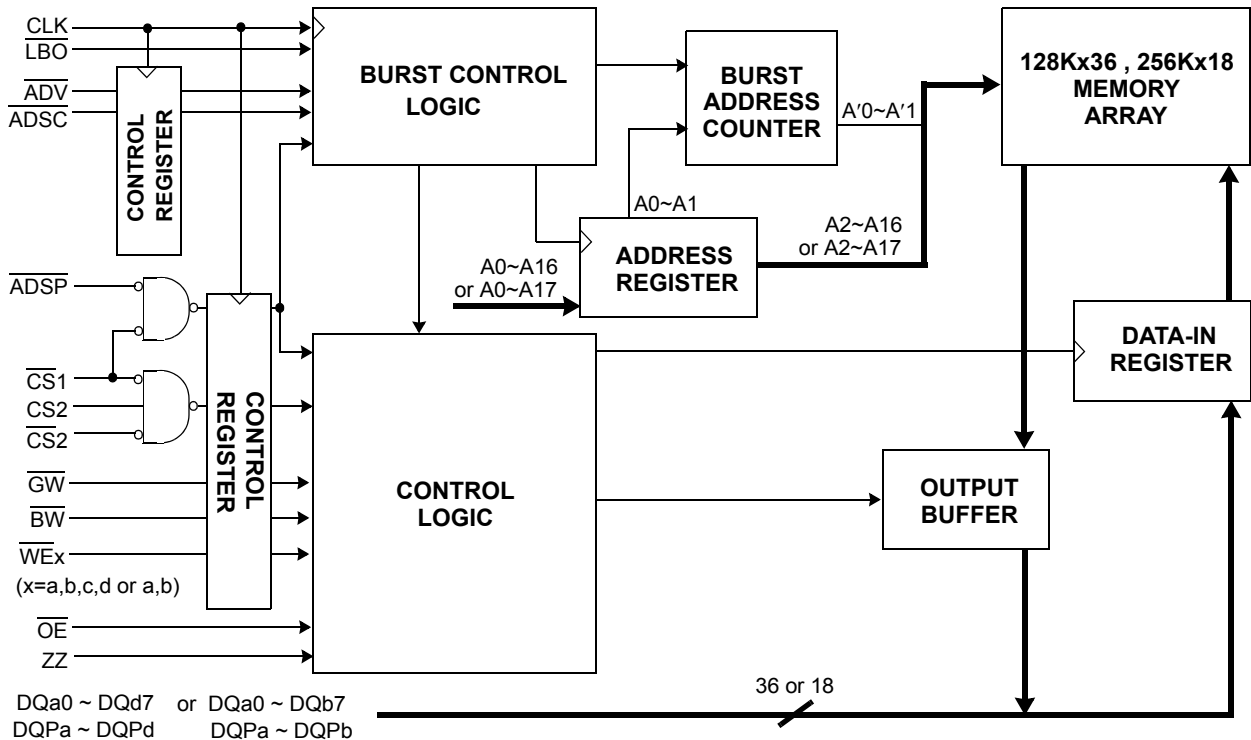 CLK
LBO
ADV
ADSC
CONTROL
REGISTER
BURST CONTROL
LOGIC
BURST
ADDRESS
COUNTER
A′0~A′1
128Kx36 , 256Kx18
MEMORY
ARRAY
A0~A1
A2~A16
or A2~A17
ADDRESS
REGISTER
A0~A16
or A0~A17
ADSP
CS1
CS2
CS2
CONTROL
REGISTER
GW
BW
WEx
(x=a,b,c,d or a,b)
OE
ZZ
CONTROL
LOGIC
DATA-IN
REGISTER
OUTPUT
BUFFER
DQa0 ~ DQd7 or DQa0 ~ DQb7
DQPa ~ DQPd DQPa ~ DQPb
36 or 18